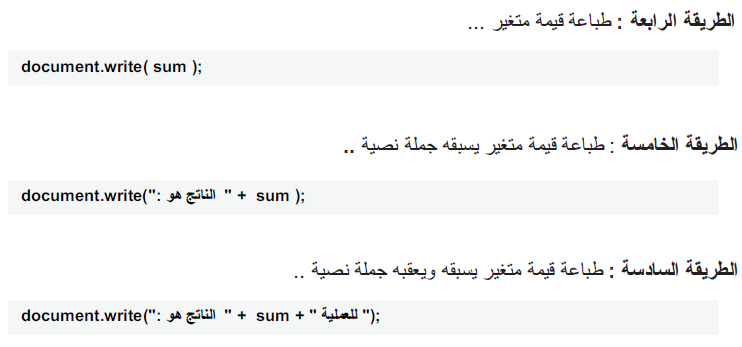 الطريقة الرابعة : طباعة قيمة متغير ...
document.write( sum );
الطريقة الخامسة : طباعة قيمة متغير يسبقه جملة نصية ..
document.write(": الناتج هو " + sum );
الطريقة السادسة : طباعة قيمة متغير يسبقه ويعقبه جملة نصية ..
document.write(": الناتج هو " + sum + " للعملية ");